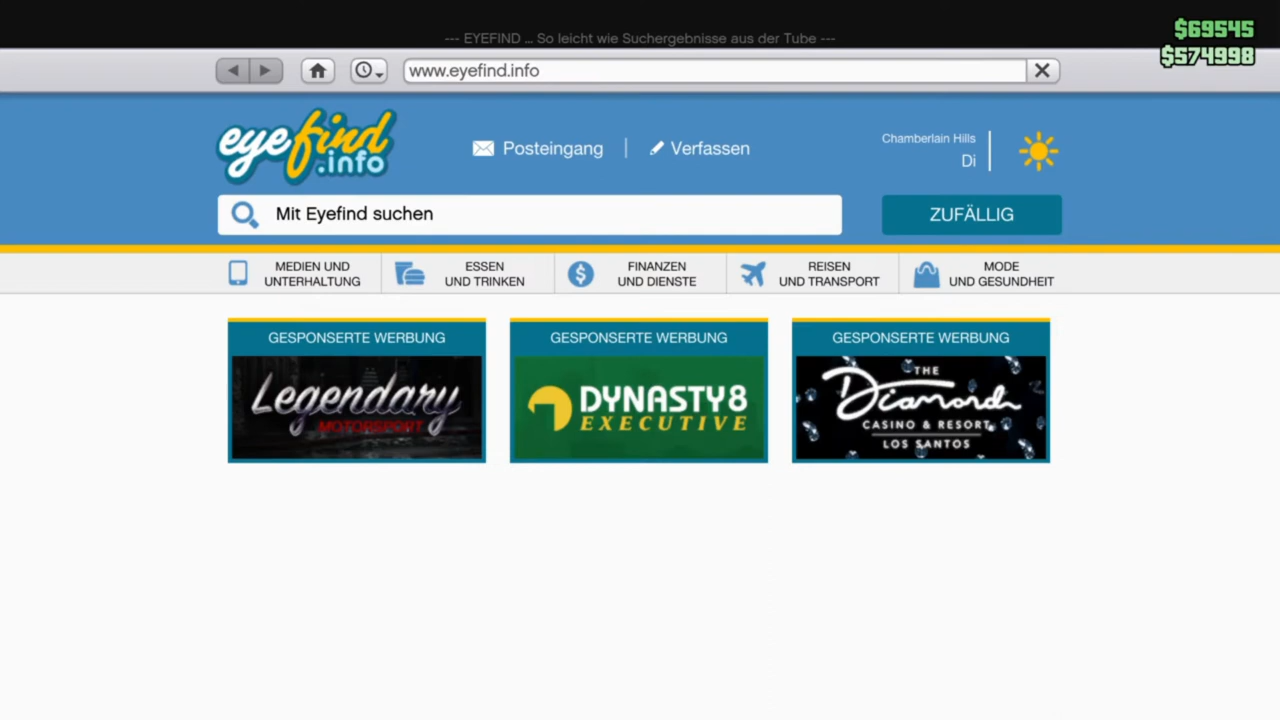 --- EYEFIND ... So leicht wie Suchergebnisse aus der Tube ---
$69545
$574998
www.eyefind.info
eyefind
.info
Posteingang
Verfassen
Chamberlain Hills
Di
Mit Eyefind suchen
ZUFÄLLIG
MEDIEN UND
UNTERHALTUNG
ESSEN
UND TRINKEN
FINANZEN
UND DIENSTE
REISEN
UND TRANSPORT
MODE
UND GESUNDHEIT
GESPONSERTE WERBUNG
Legendary
MOTORSPORT
GESPONSERTE WERBUNG
DYNASTY8
EXECUTIVE
GESPONSERTE WERBUNG
THE
Diamond
CASINO & RESORT
LOS SANTOS